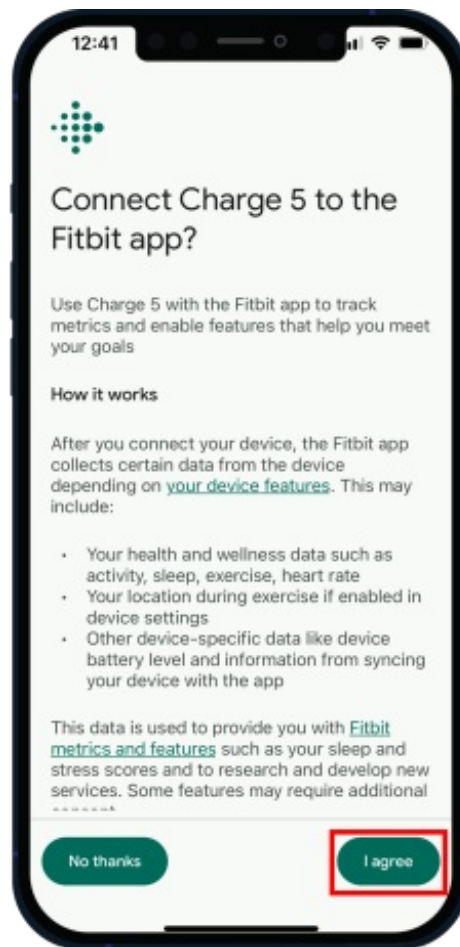 12:41
Connect Charge 5 to the
Fitbit app?
Use Charge 5 with the Fitbit app to track
metrics and enable features that help you meet
your goals
How it works
After you connect your device, the Fitbit app
collects certain data from the device
depending on your device features. This may
include:
· Your health and wellness data such as
activity, sleep, exercise, heart rate
· Your location during exercise if enabled in
device settings
· Other device-specific data like device
battery level and information from syncing
your device with the app
This data is used to provide you with Fitbit
metrics and features such as your sleep and
stress scores and to research and develop new
services. Some features may require additional
No thanks
I agree